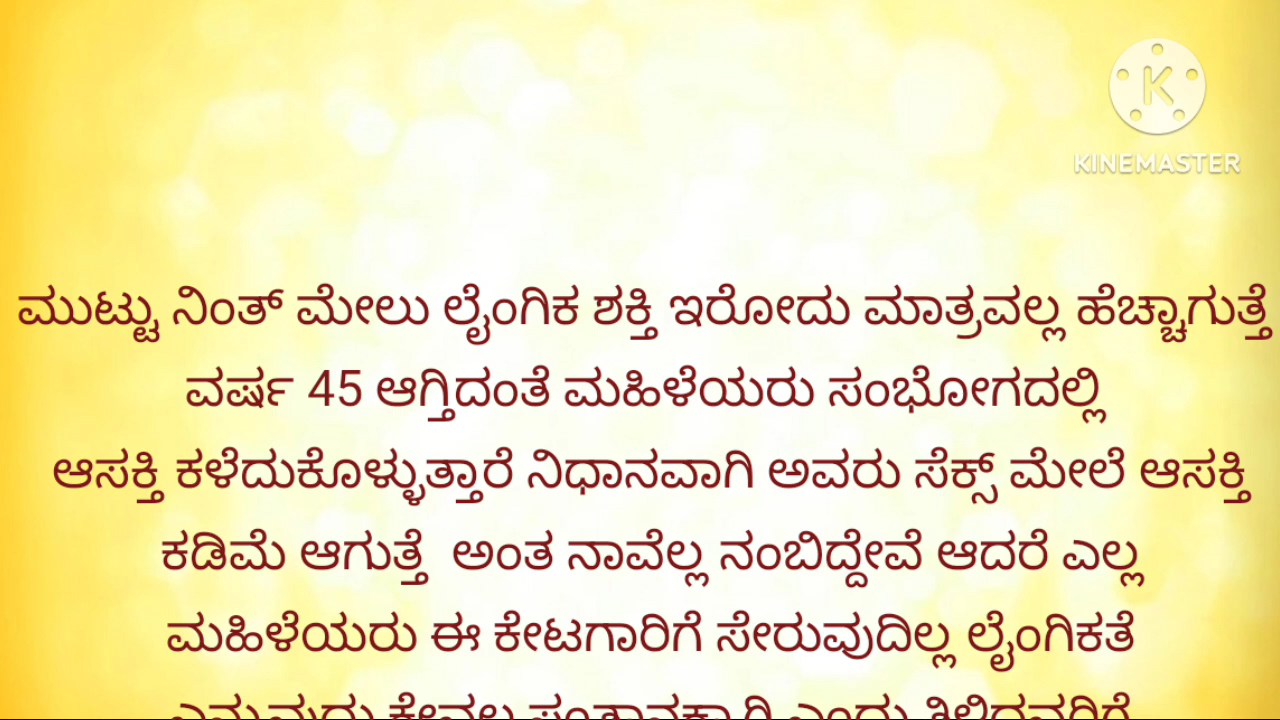 KINEMASTER
ಮುಟ್ಟು ನಿಂತ್ ಮೇಲು ಲೈಂಗಿಕ ಶಕ್ತಿ ಇರೋದು ಮಾತ್ರವಲ್ಲ ಹೆಚ್ಚಾಗುತ್ತೆ
ವರ್ಷ 45 ಆಗ್ತಿದಂತೆ ಮಹಿಳೆಯರು ಸಂಭೋಗದಲ್ಲಿ
ಆಸಕ್ತಿ ಕಳೆದುಕೊಳ್ಳುತ್ತಾರೆ ನಿಧಾನವಾಗಿ ಅವರು ಸೆಕ್ಸ್ ಮೇಲೆ ಆಸಕ್ತಿ
ಕಡಿಮೆ ಆಗುತ್ತೆ ಅಂತ ನಾವೆಲ್ಲ ನಂಬಿದ್ದೇವೆ ಆದರೆ ಎಲ್ಲ
ಮಹಿಳೆಯರು ಈ ಕೇಟಗಾರಿಗೆ ಸೇರುವುದಿಲ್ಲ ಲೈಂಗಿಕತೆ